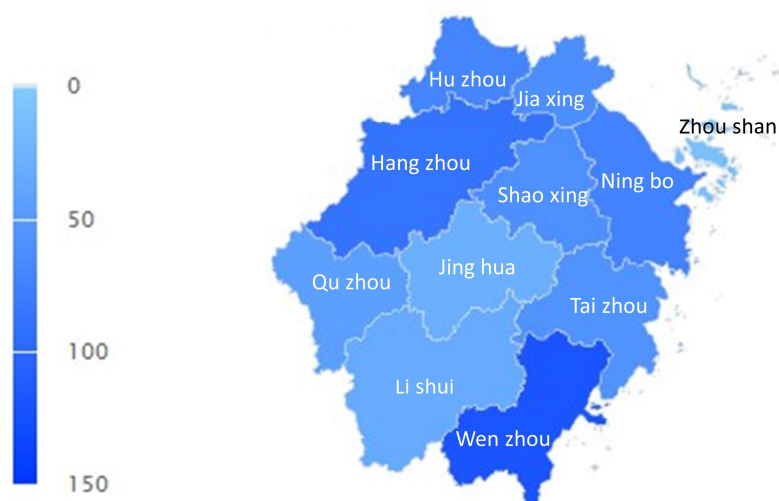 0
50
100
150
Hu zhou
Jia xing
Zhou shan
Hang zhou
Ning bo
Shao xing
Jing hua
Qu zhou
Tai zhou
Li shui
Wen zhou